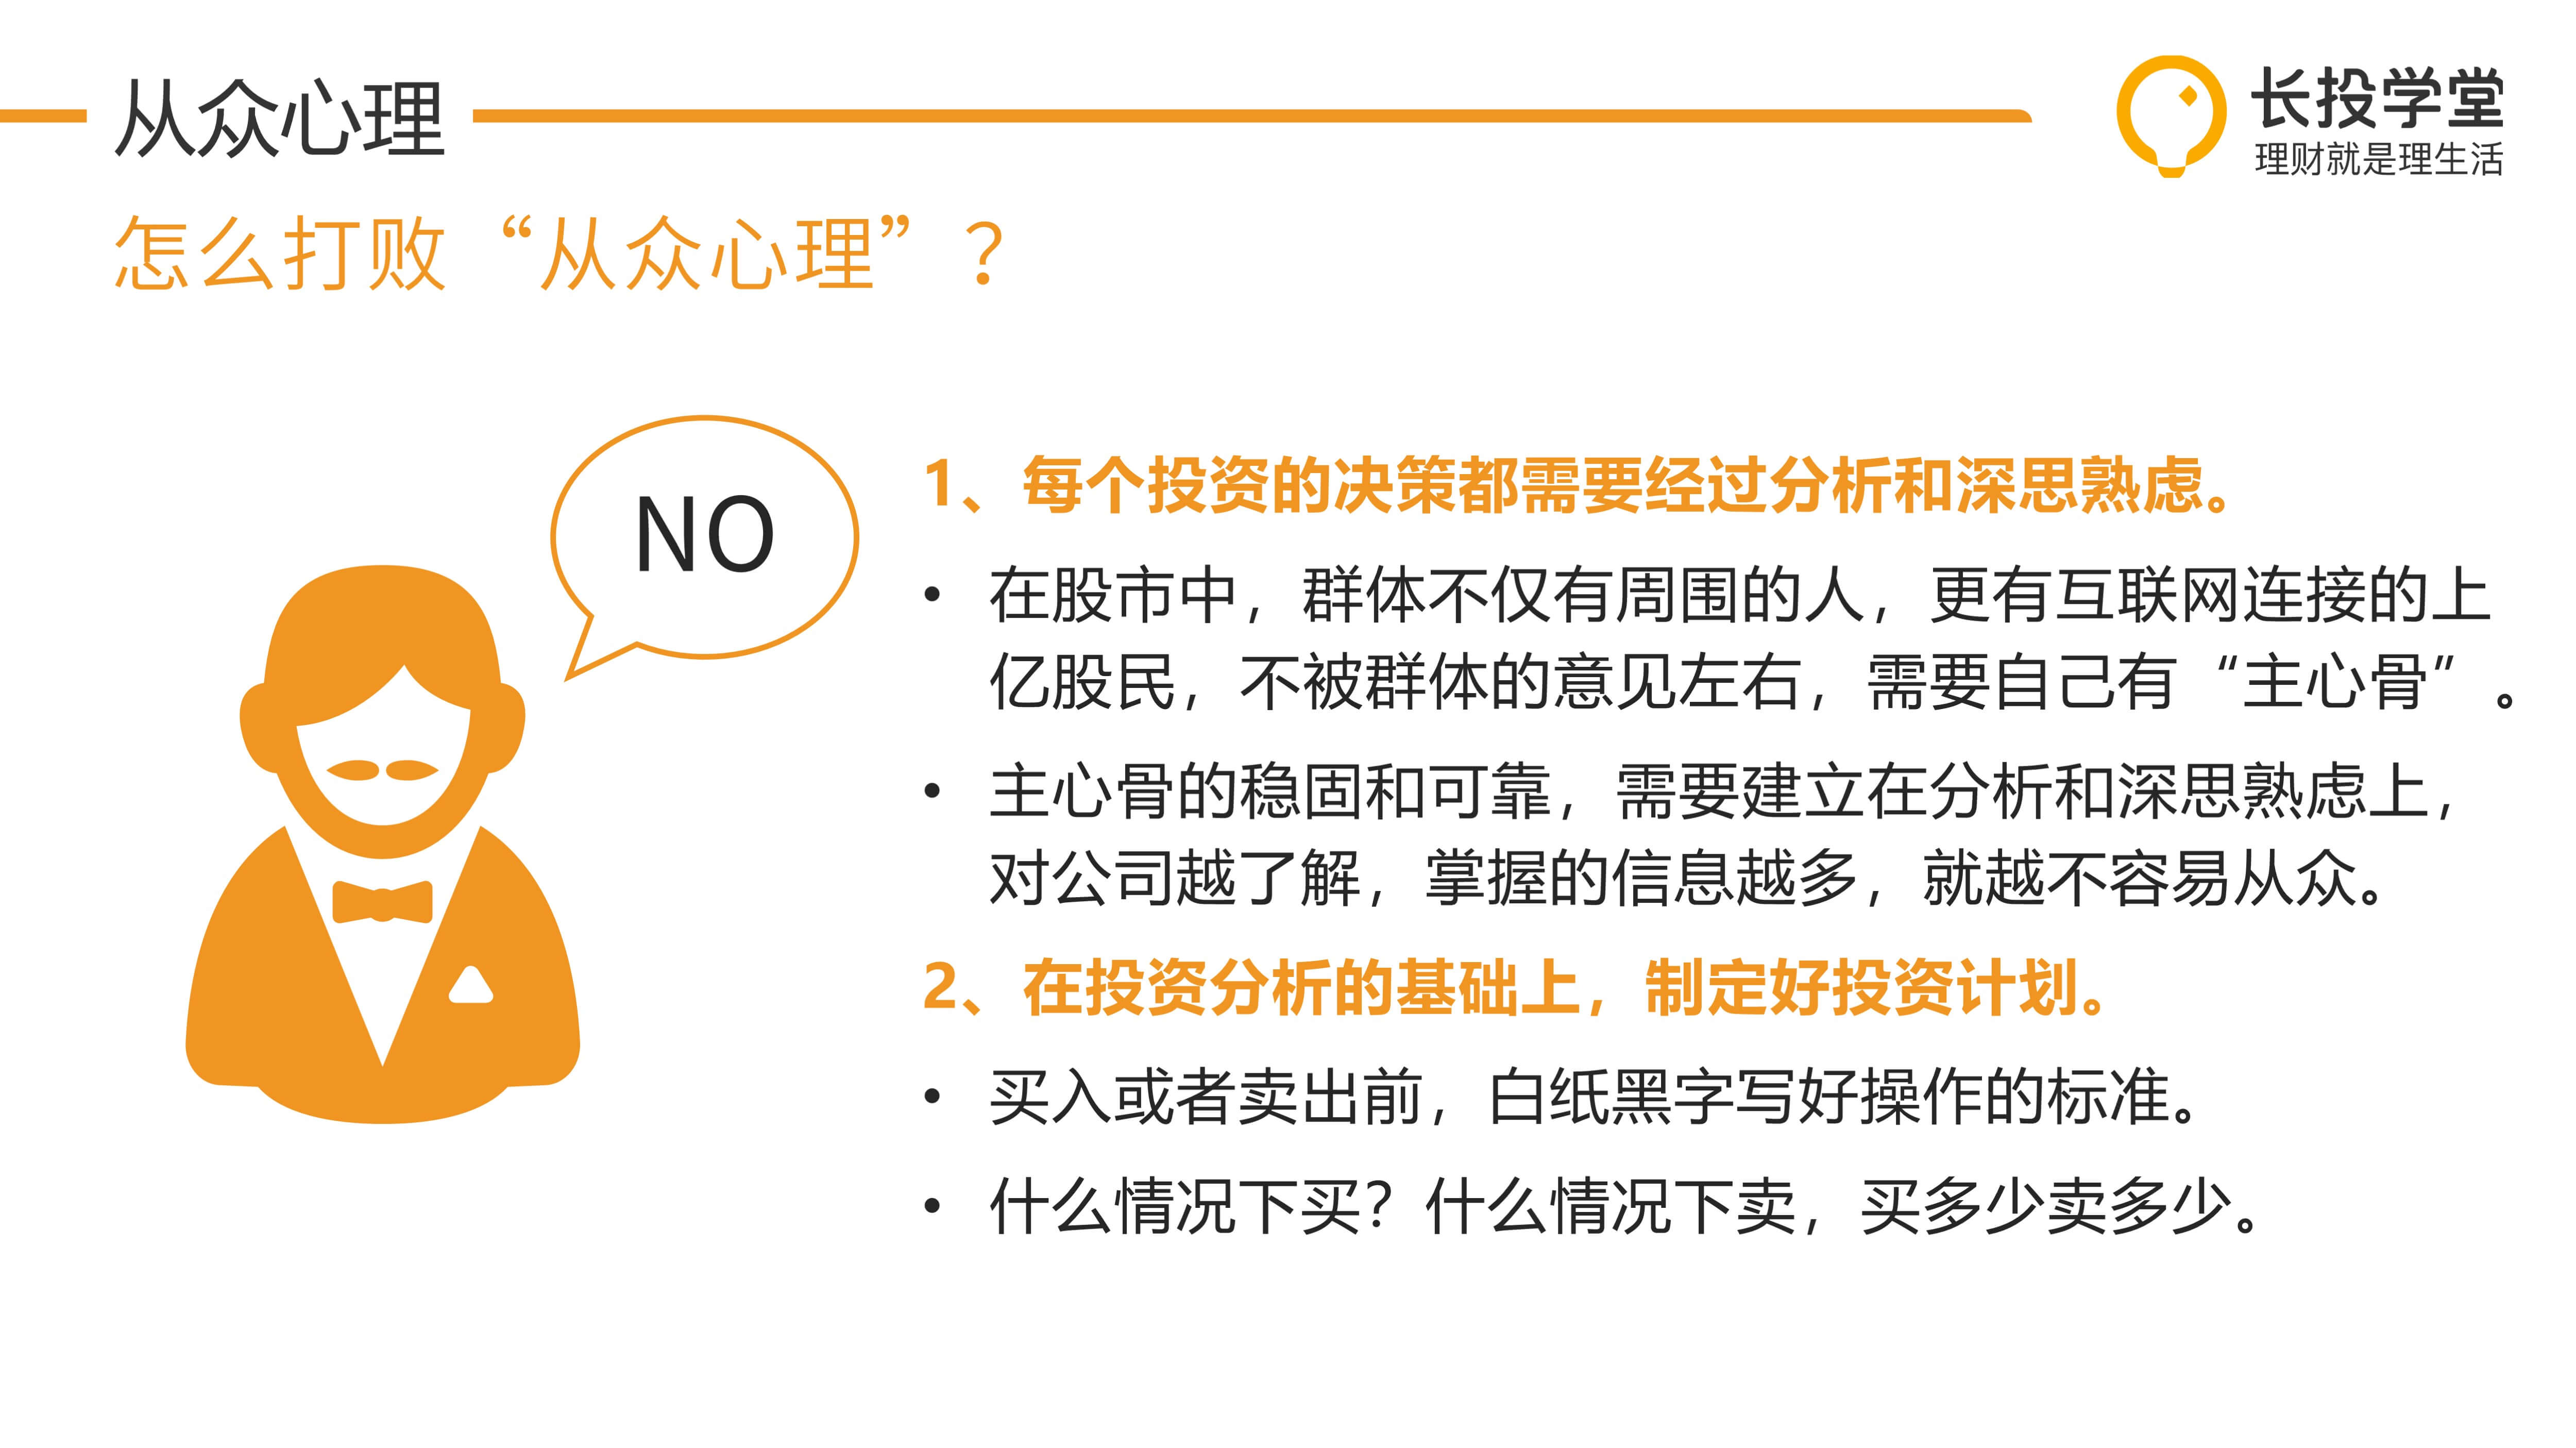 从众心理
长投学堂
理财就是理生活
怎么打败“从众心理”？
NO
1、每个投资的决策都需要经过分析和深思熟虑。
• 在股市中，群体不仅有周围的人，更有互联网连接的上
亿股民，不被群体的意见左右，需要自己有“主心骨”。
• 主心骨的稳固和可靠，需要建立在分析和深思熟虑上，
对公司越了解，掌握的信息越多，就越不容易从众。
2、在投资分析的基础上，制定好投资计划。
• 买入或者卖出前，白纸黑字写好操作的标准。
• 什么情况下买？什么情况下卖，买多少卖多少。